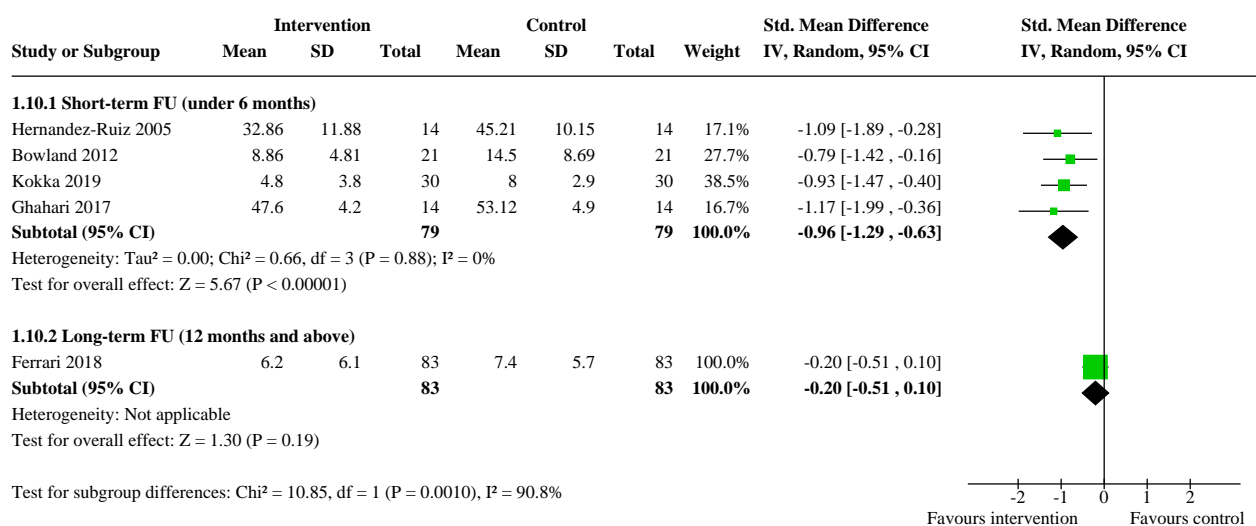 Intervention Control Std. Mean Difference Std. Mean Difference
Study or Subgroup Mean SD Total Mean SD Total Weight IV, Random, 95% CI IV, Random, 95% CI
1.10.1 Short-term FU (under 6 months)
Hernandez-Ruiz 2005 32.86 11.88 14 45.21 10.15 14 17.1% -1.09 [-1.89 , -0.28]
Bowland 2012 8.86 4.81 21 14.5 8.69 21 27.7% -0.79 [-1.42 , -0.16]
Kokka 2019 4.8 3.8 30 8 2.9 30 38.5% -0.93 [-1.47 , -0.40]
Ghahari 2017 47.6 4.2 14 53.12 4.9 14 16.7% -1.17 [-1.99 , -0.36]
Subtotal (95% CI) 79 79 100.0% -0.96 [-1.29 , -0.63]
Heterogeneity: Tau² = 0.00; Chi² = 0.66, df = 3 (P = 0.88); I² = 0%
Test for overall effect: Z = 5.67 (P < 0.00001)
1.10.2 Long-term FU (12 months and above)
Ferrari 2018 6.2 6.1 83 7.4 5.7 83 100.0% -0.20 [-0.51 , 0.10]
Subtotal (95% CI) 83 83 100.0% -0.20 [-0.51 , 0.10]
Heterogeneity: Not applicable
Test for overall effect: Z = 1.30 (P = 0.19)
Test for subgroup differences: Chi² = 10.85, df = 1 (P = 0.0010), I² = 90.8%
-2 -1 0 1 2
Favours intervention Favours control